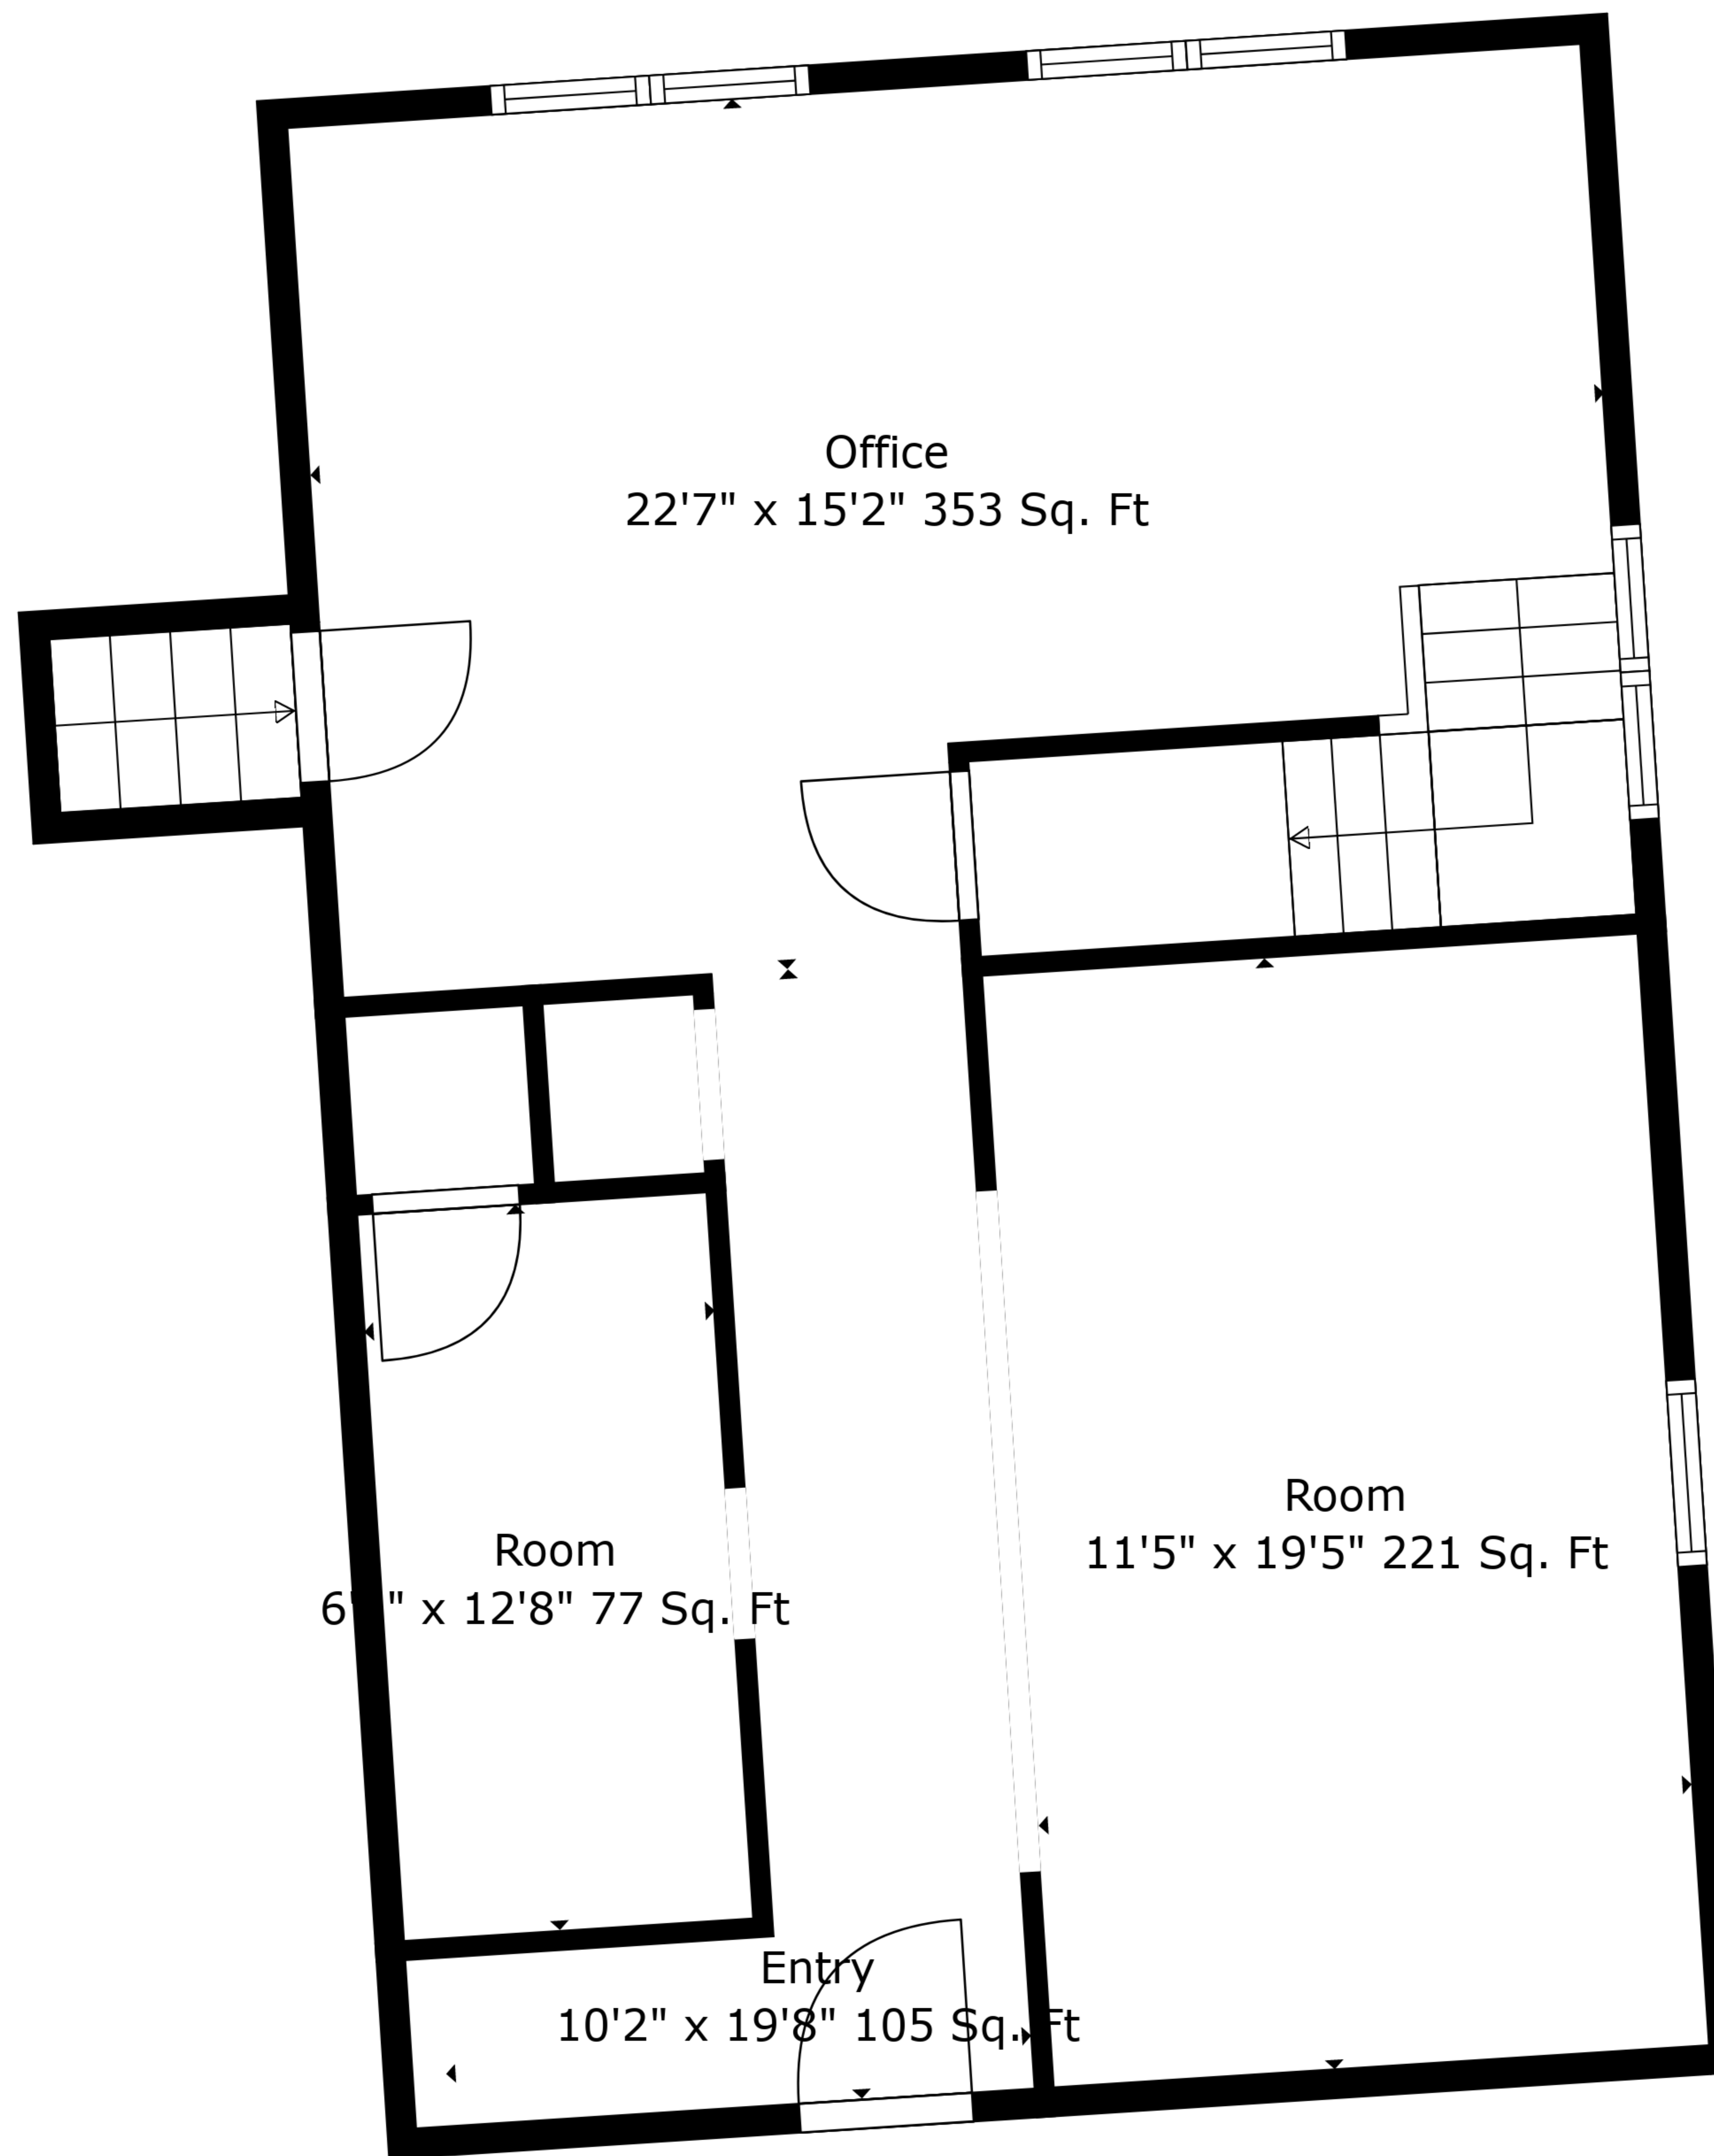 Office
22'7" x 15'2" 353 Sq. Ft
Room
11'5" x 19'5" 221 Sq. Ft
Room
x 12'8" 77 Sq. Ft
Entry
10'2" x 19'8" 105 Sq. Ft